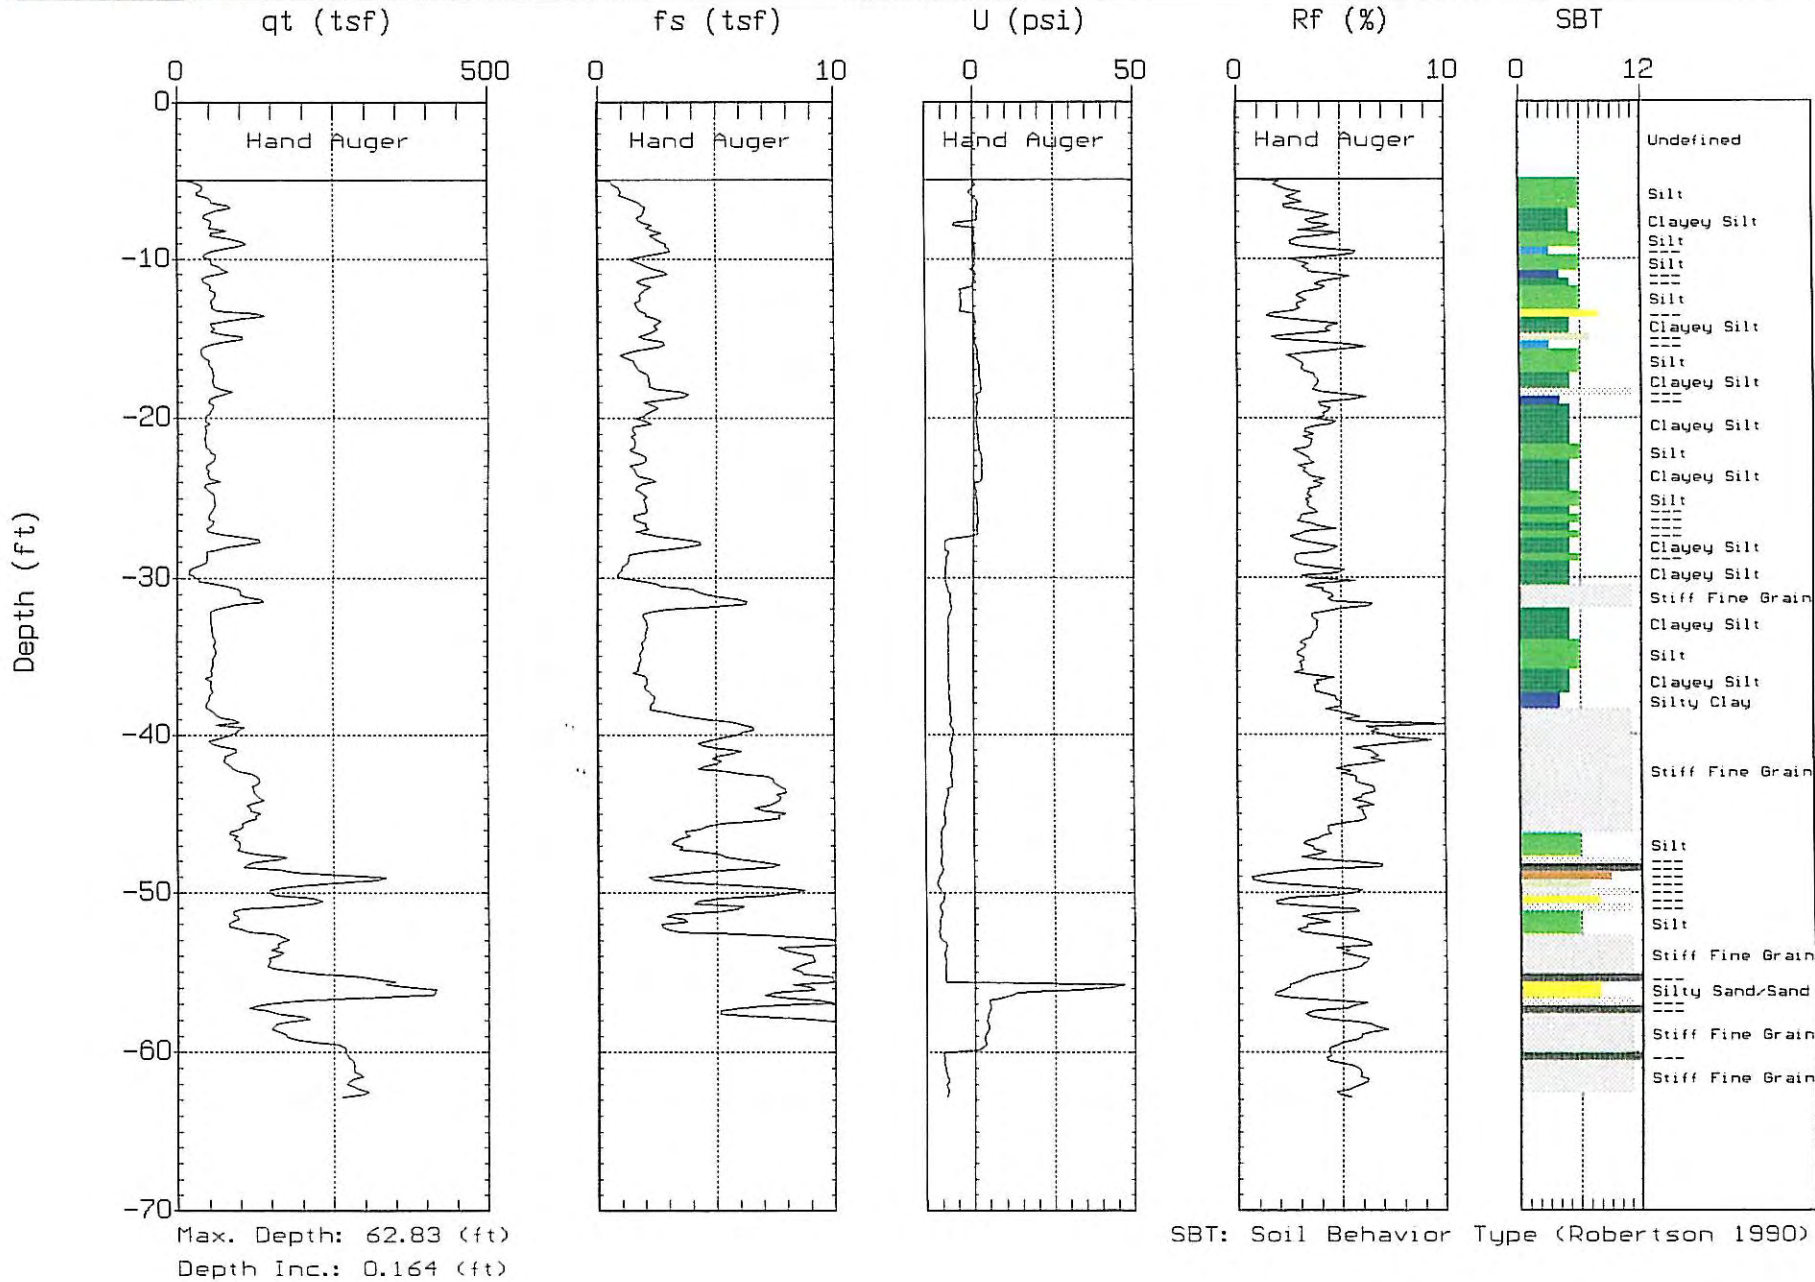 qt (tsf) fs (tsf) U (psi) Rf (%) SBT
0 500 0 10 0 50 0 10 0 12
0
Hand Auger Hand Auger Hand Auger Hand Auger Undefined
Silt
Clayey Silt
Silt
---
-10
Silt
---
---
Silt
---
Clayey Silt
---
---
Silt
Clayey Silt
---
---
-20
Clayey Silt
Silt
Clayey Silt
Silt
---
---
---
---
Clayey Silt
---
-30
Clayey Silt
Stiff Fine Grain
Clayey Silt
Depth (ft)
Silt
Clayey Silt
Silty Clay
-40
Stiff Fine Grain
Silt
---
---
---
---
-50
---
---
---
Silt
Stiff Fine Grain
---
Silty Sand/Sand
---
---
Stiff Fine Grain
-60
---
Stiff Fine Grain
-70
Max. Depth: 62.83 (ft)
Depth Inc.: 0.164 (ft)
SBT: Soil Behavior Type (Robertson 1990)